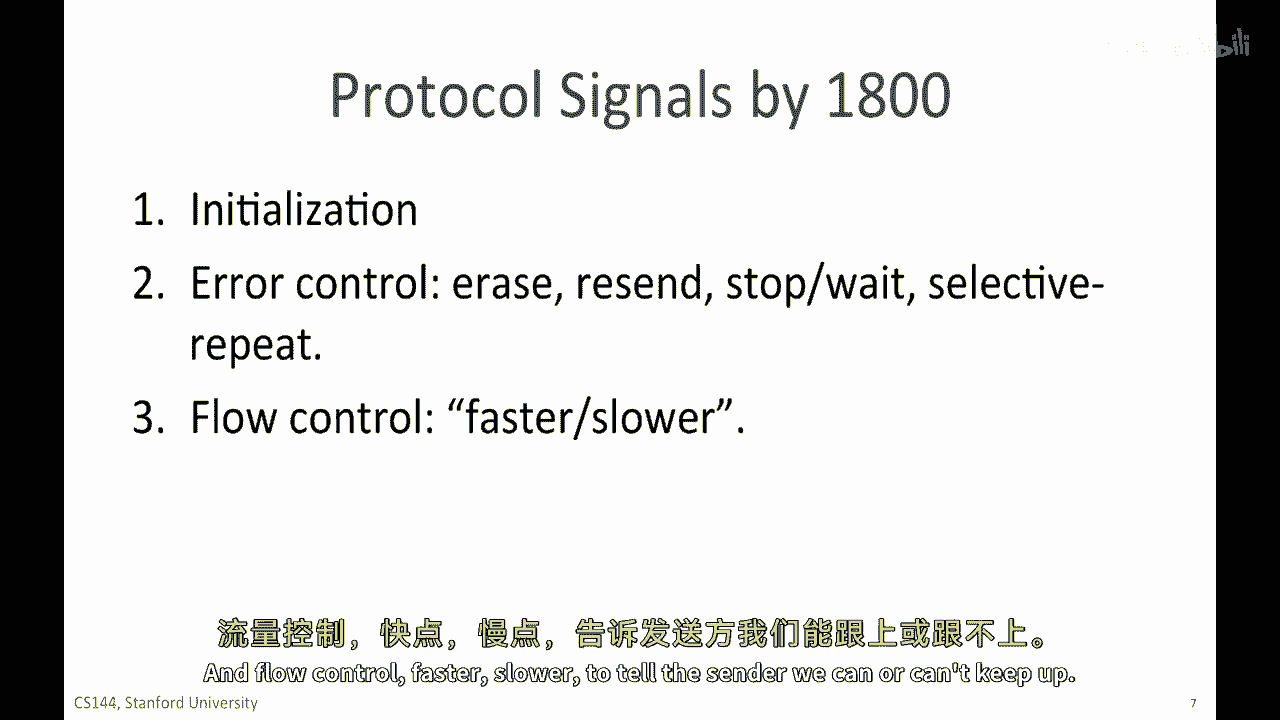 Protocol Signals by 1800
1. Initialization
2. Error control: erase, resend, stop/wait, selective-
repeat.
3. Flow control: “faster/slower”.
流量控制，快点，慢点，告诉发送方我们能跟上或跟不上。
And flow control, faster, slower, to tell the sender we can or can't keep up.
CS144, Stanford University
7